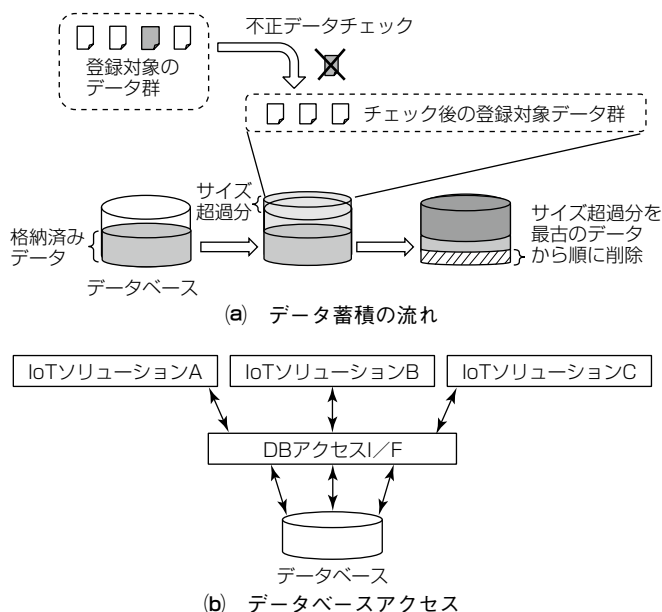 不正データチェック
登録対象の
データ群
チェック後の登録対象データ群
サイズ
超過分
格納済み
データ
データベース
サイズ超過分を
最古のデータ
から順に削除
(a) データ蓄積の流れ
IoTソリューションA
IoTソリューションB
IoTソリューションC
DBアクセスI/F
データベース
(b) データベースアクセス